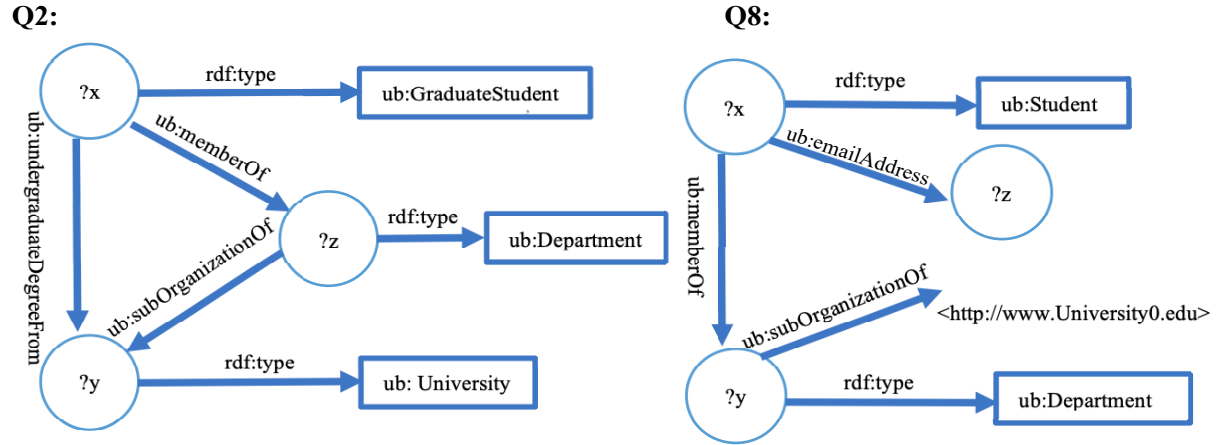 Q2:
?x
rdf:type
ub:GraduateStudent
ub:memberOf
ub:undergraduateDegreeFrom
?z
rdf:type
ub:Department
ub:subOrganizationOf
?y
rdf:type
ub: University
Q8:
?x
rdf:type
ub:Student
ub:emailAddress
?z
ub:memberOf
ub:subOrganizationOf
<http://www.University0.edu>
?y
rdf:type
ub:Department